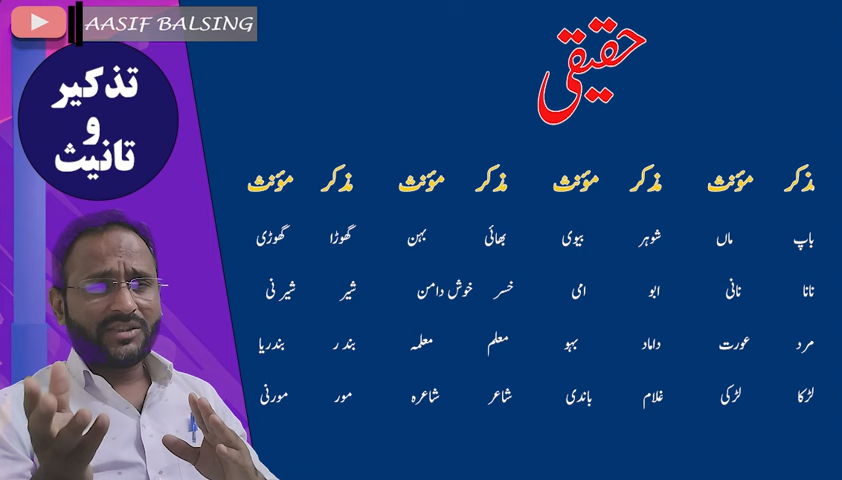 AASIF BALSING
تذکیر
و
تانیث
حقیقی
مذکر مؤنث مذکر مؤنث مذکر مؤنث مذکر مؤنث
باپ ماں شوہر بیوی بھائی بہن گھوڑا گھوڑی
نانا نانی ابو امی خسر خوش دامن شیر شیرنی
مرد عورت داماد بہو معلم معلمہ بندر بندریا
لڑکا لڑکی غلام باندی شاعر شاعرہ مور مورنی